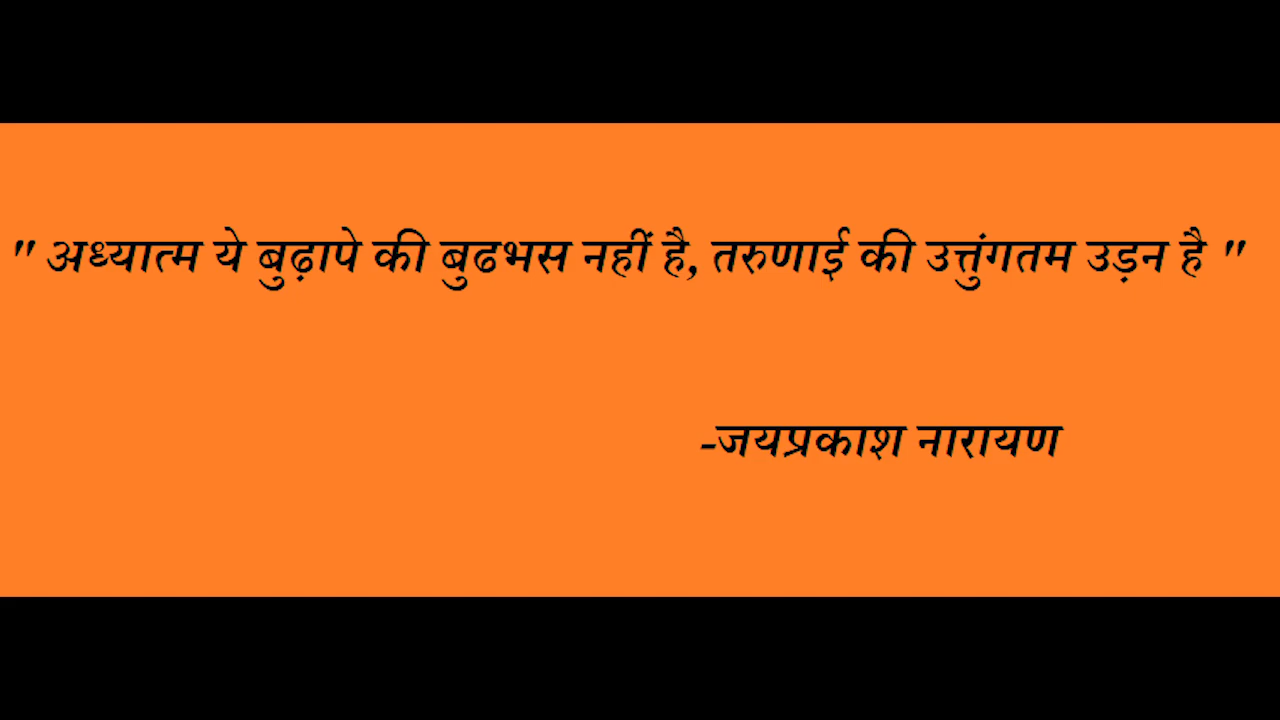 " अध्यात्म ये बुढ़ापे की बुढभस नहीं है, तरुणाई की उत्तुंगतम उड़न है "
-जयप्रकाश नारायण